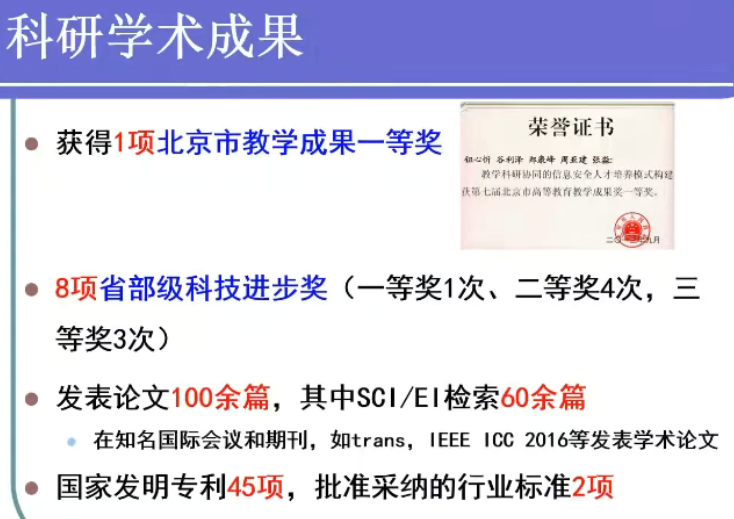 科研学术成果
获得1项北京市教学成果一等奖
荣誉证书
钮心忻 谷利泽 郑康峰 周亚建 张淼:
教学科研协同的信息安全人才培养模式构建
获第七届北京市高等教育教学成果奖一等奖。
8项省部级科技进步奖（一等奖1次、二等奖4次，三
等奖3次）
发表论文100余篇，其中SCI/EI检索60余篇
在知名国际会议和期刊，如trans，IEEE ICC 2016等发表学术论文
国家发明专利45项，批准采纳的行业标准2项